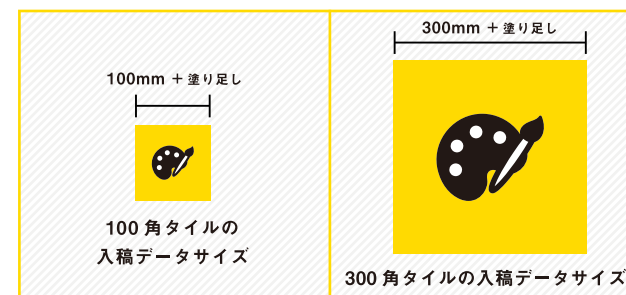 100mm + 塗り足し
100 角タイルの
入稿データサイズ
300mm + 塗り足し
300 角タイルの入稿データサイズ